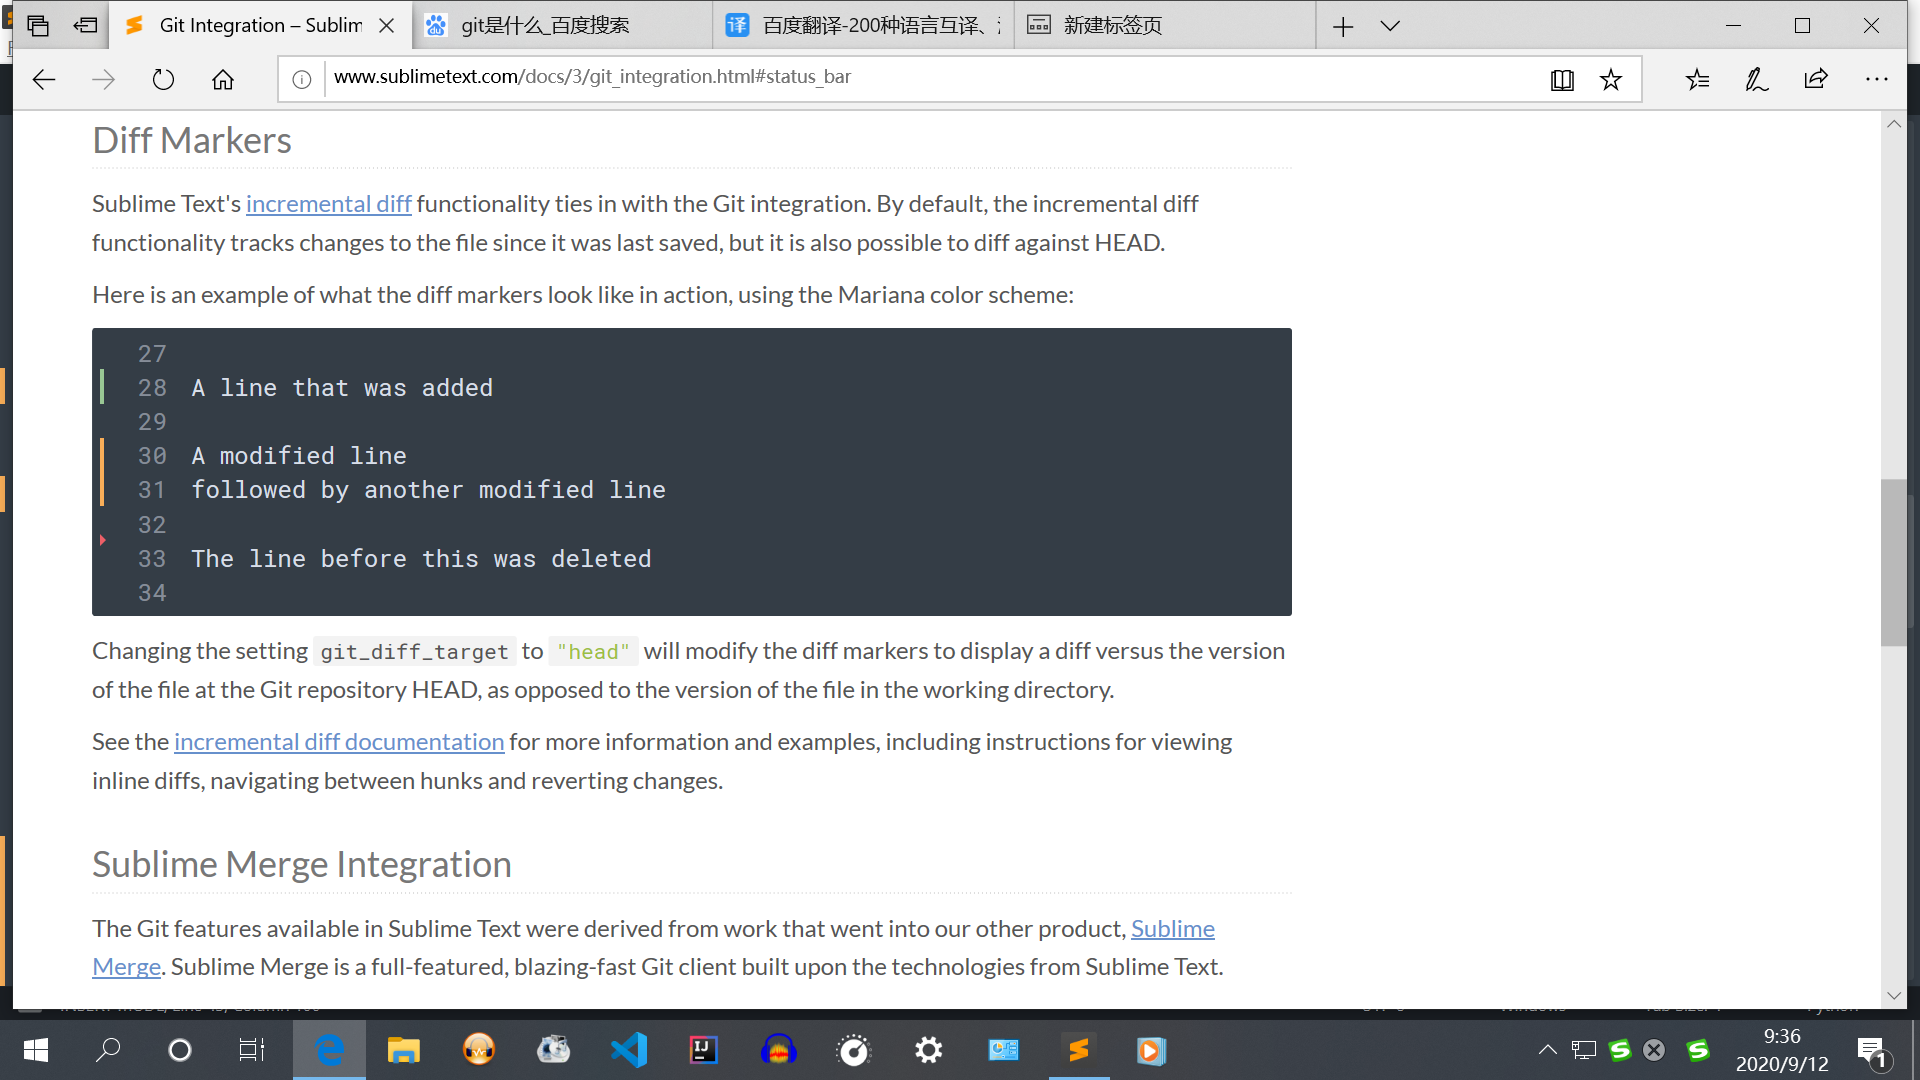 Git Integration – Sublim
git是什么_百度搜索
百度翻译-200种语言互译、
新建标签页
www.sublimetext.com/docs/3/git_integration.html#status_bar
Diff Markers
Sublime Text's incremental diff functionality ties in with the Git integration. By default, the incremental diff
functionality tracks changes to the file since it was last saved, but it is also possible to diff against HEAD.
Here is an example of what the diff markers look like in action, using the Mariana color scheme:
27
28 A line that was added
29
30 A modified line
31 followed by another modified line
32
33 The line before this was deleted
34
Changing the setting git_diff_target to "head" will modify the diff markers to display a diff versus the version
of the file at the Git repository HEAD, as opposed to the version of the file in the working directory.
See the incremental diff documentation for more information and examples, including instructions for viewing
inline diffs, navigating between hunks and reverting changes.
Sublime Merge Integration
The Git features available in Sublime Text were derived from work that went into our other product, Sublime
Merge. Sublime Merge is a full-featured, blazing-fast Git client built upon the technologies from Sublime Text.
9:36
2020/9/12
1